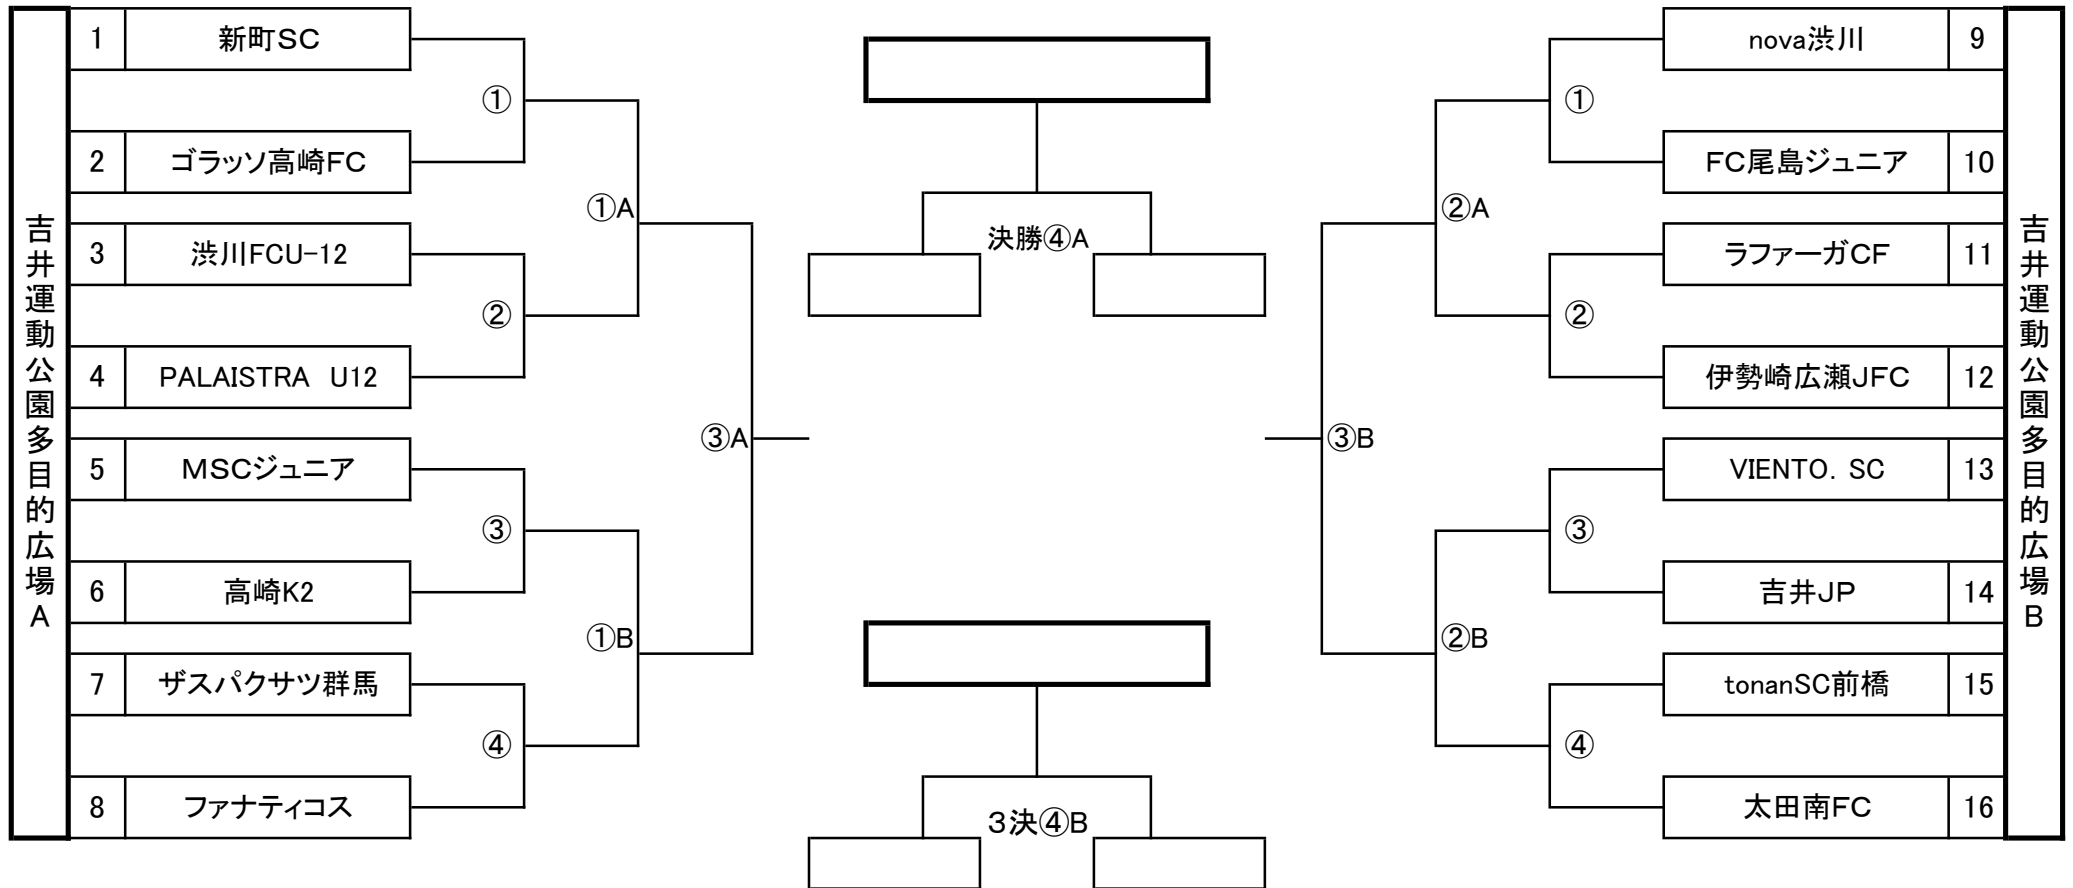 吉井運動公園多目的広場A
1 新町SC
2 ゴラッソ高崎FC
3 渋川FCU-12
4 PALAISTRA　U12
5 MSCジュニア
6 高崎K2
7 ザスパクサツ群馬
8 ファナティコス
①
②
③
④
①A
①B
③A
決勝④A
3決④B
③B
②A
②B
①
②
③
④
nova渋川 9
FC尾島ジュニア 10
ラファーガCF 11
伊勢崎広瀬JFC 12
VIENTO．SC 13
吉井JP 14
tonanSC前橋 15
太田南FC 16
吉井運動公園多目的広場B